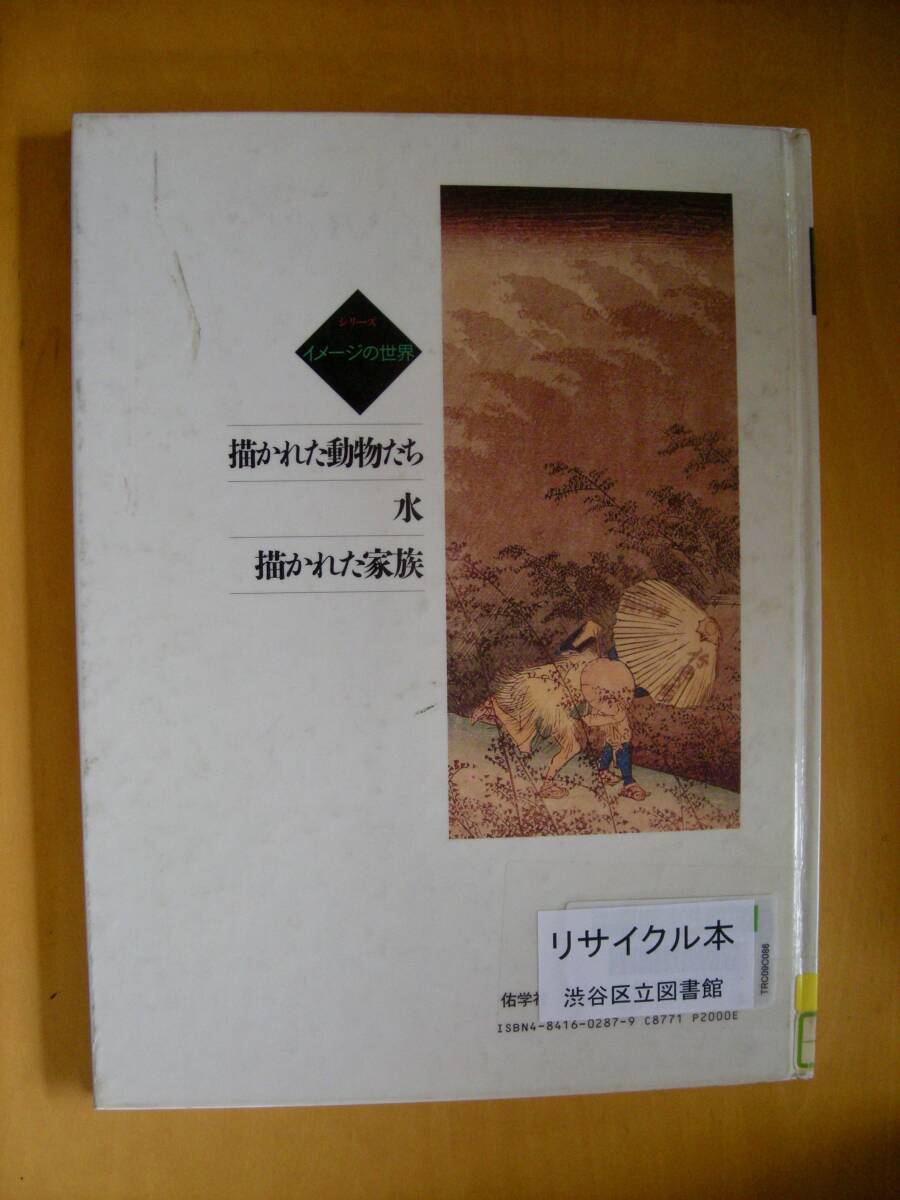 シリーズ
イメージの世界
描かれた動物たち
水
描かれた家族
リサイクル本
渋谷区立図書館
佑学社
ISBN4-8416-0287-9 C8771 P2000E
TRC09C086